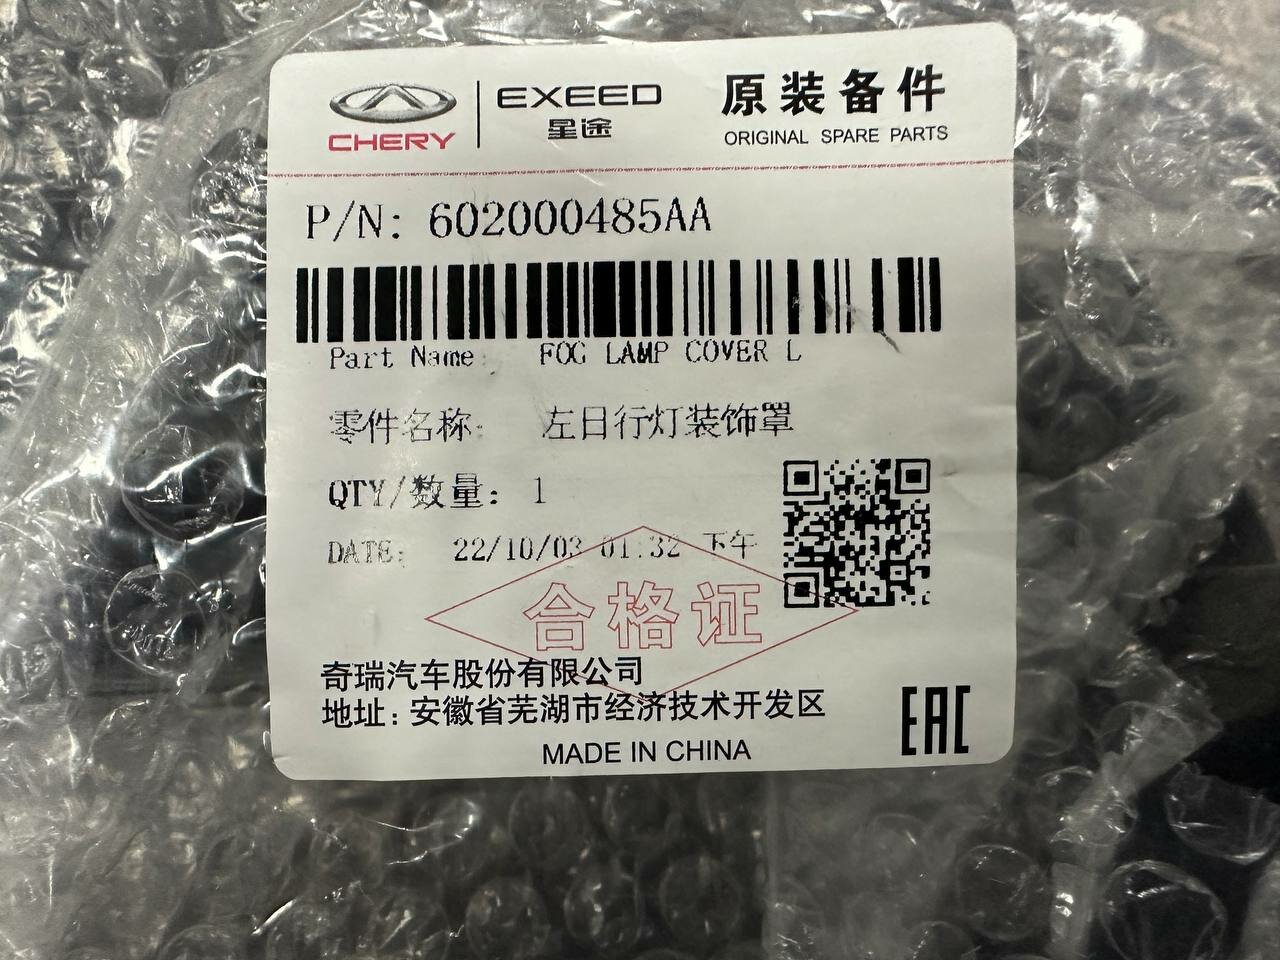 CHERY
EXEED
星途
原装备件
ORIGINAL SPARE PARTS
P/N: 602000485AA
Part Name: FOG LAMP COVER L
零件名称: 左日行灯装饰罩
QTY/数量: 1
DATE: 22/10/03 01:32 下午
合格证
奇瑞汽车股份有限公司
地址：安徽省芜湖市经济技术开发区
MADE IN CHINA
EAC